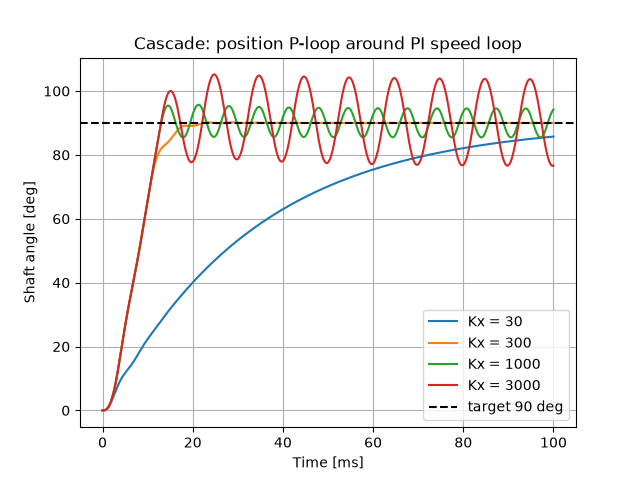 Cascade: position P-loop around PI speed loop
Shaft angle [deg]
100
80
60
40
20
0
0 20 40 60 80 100
Time [ms]
Kx = 30
Kx = 300
Kx = 1000
Kx = 3000
target 90 deg